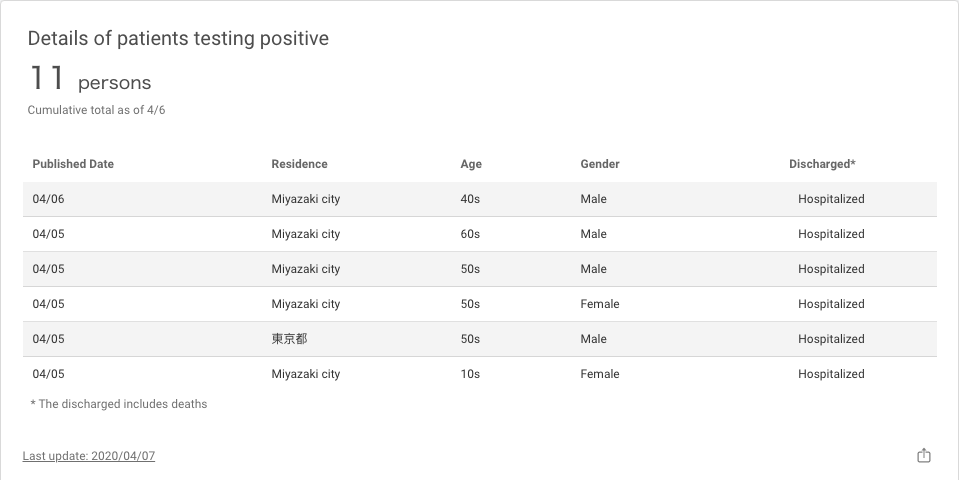 Details of patients testing positive
11 persons
Cumulative total as of 4/6
Published Date Residence Age Gender Discharged*
04/06 Miyazaki city 40s Male Hospitalized
04/05 Miyazaki city 60s Male Hospitalized
04/05 Miyazaki city 50s Male Hospitalized
04/05 Miyazaki city 50s Female Hospitalized
04/05 東京都 50s Male Hospitalized
04/05 Miyazaki city 10s Female Hospitalized
* The discharged includes deaths
Last update: 2020/04/07